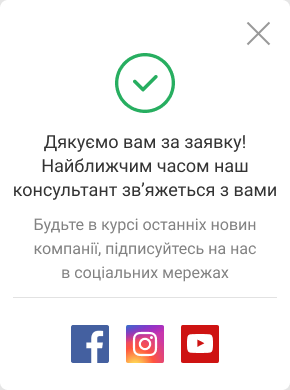 Дякуємо вам за заявку!
Найближчим часом наш
консультант зв’яжеться з вами
Будьте в курсі останніх новин
компанії, підписуйтесь на нас
в соціальних мережах